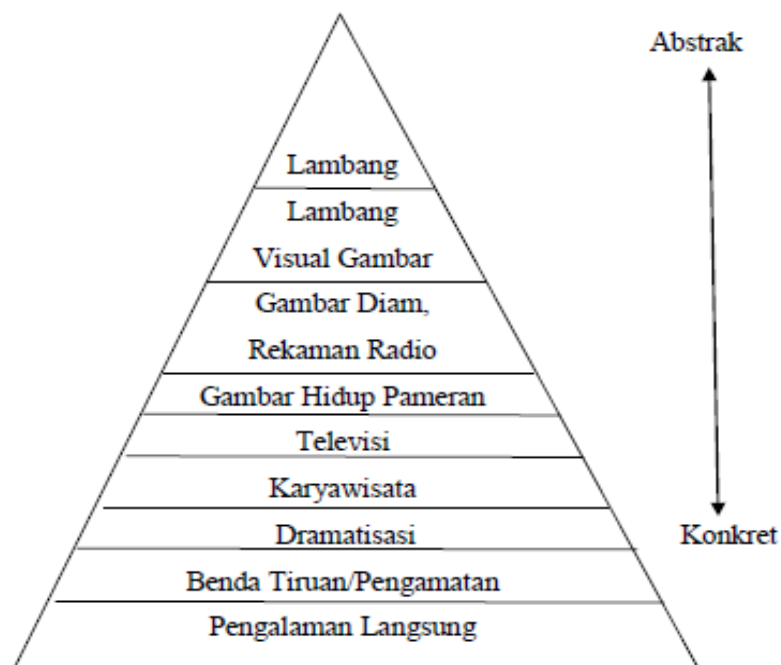 Abstrak
Lambang
Lambang
Visual Gambar
Gambar Diam,
Rekaman Radio
Gambar Hidup Pameran
Televisi
Karyawisata
Dramatisasi
Konkret
Benda Tiruan/Pengamatan
Pengalaman Langsung